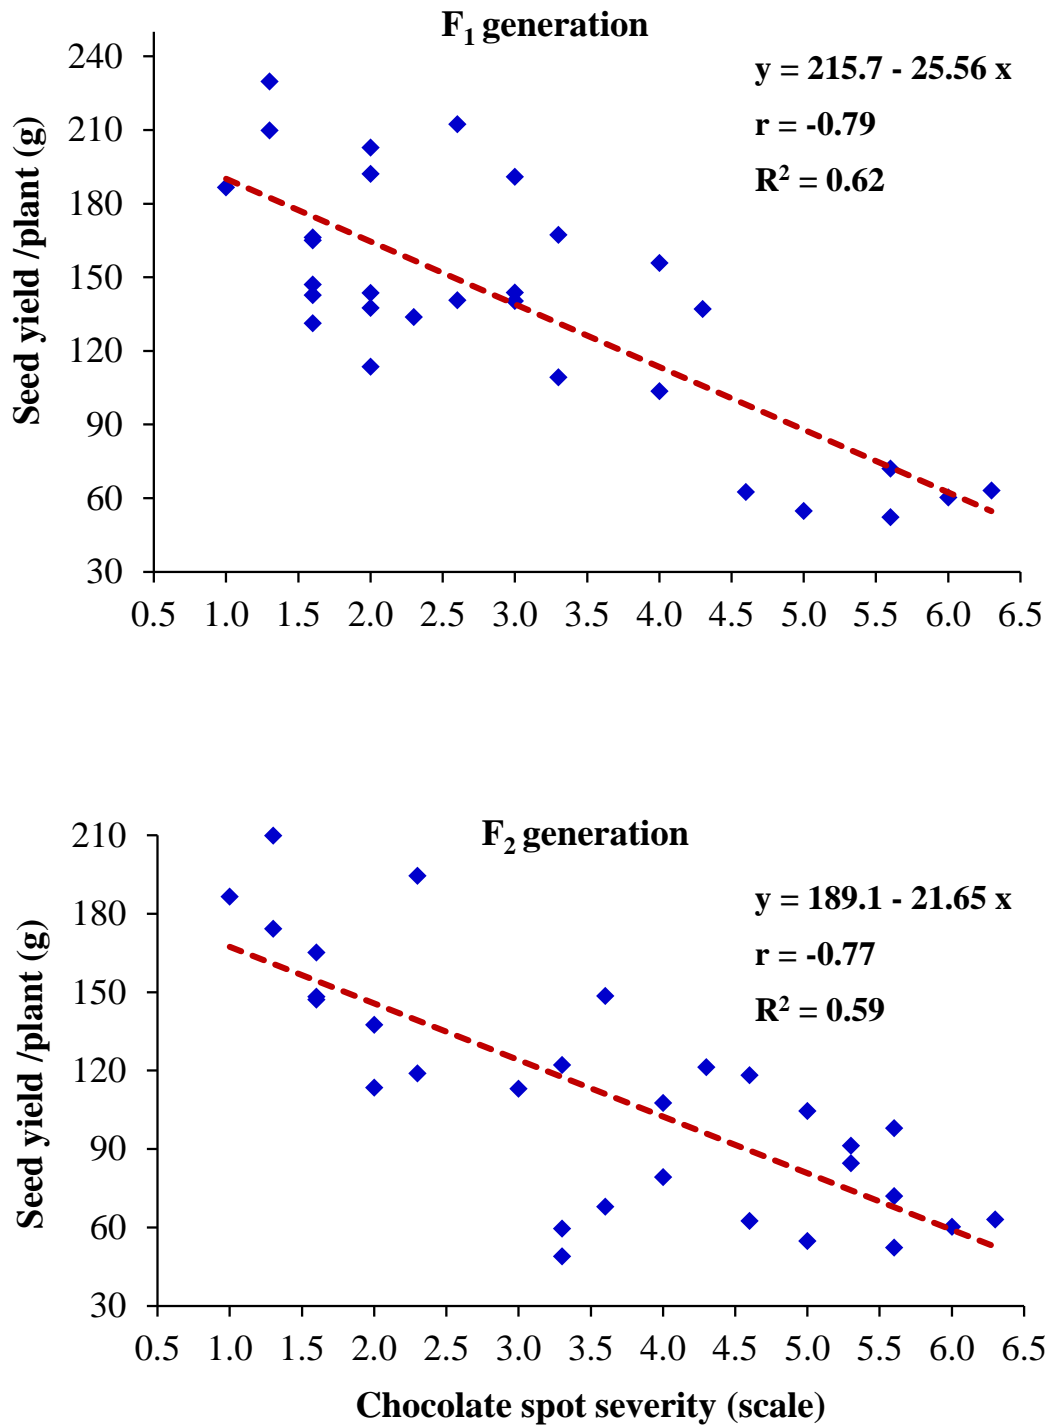 F₁ generation
y = 215.7 - 25.56 x
r = -0.79
R² = 0.62
Seed yield /plant (g)
240
210
180
150
120
90
60
30
0.5 1.0 1.5 2.0 2.5 3.0 3.5 4.0 4.5 5.0 5.5 6.0 6.5
F₂ generation
y = 189.1 - 21.65 x
r = -0.77
R² = 0.59
Seed yield /plant (g)
210
180
150
120
90
60
30
0.5 1.0 1.5 2.0 2.5 3.0 3.5 4.0 4.5 5.0 5.5 6.0 6.5
Chocolate spot severity (scale)